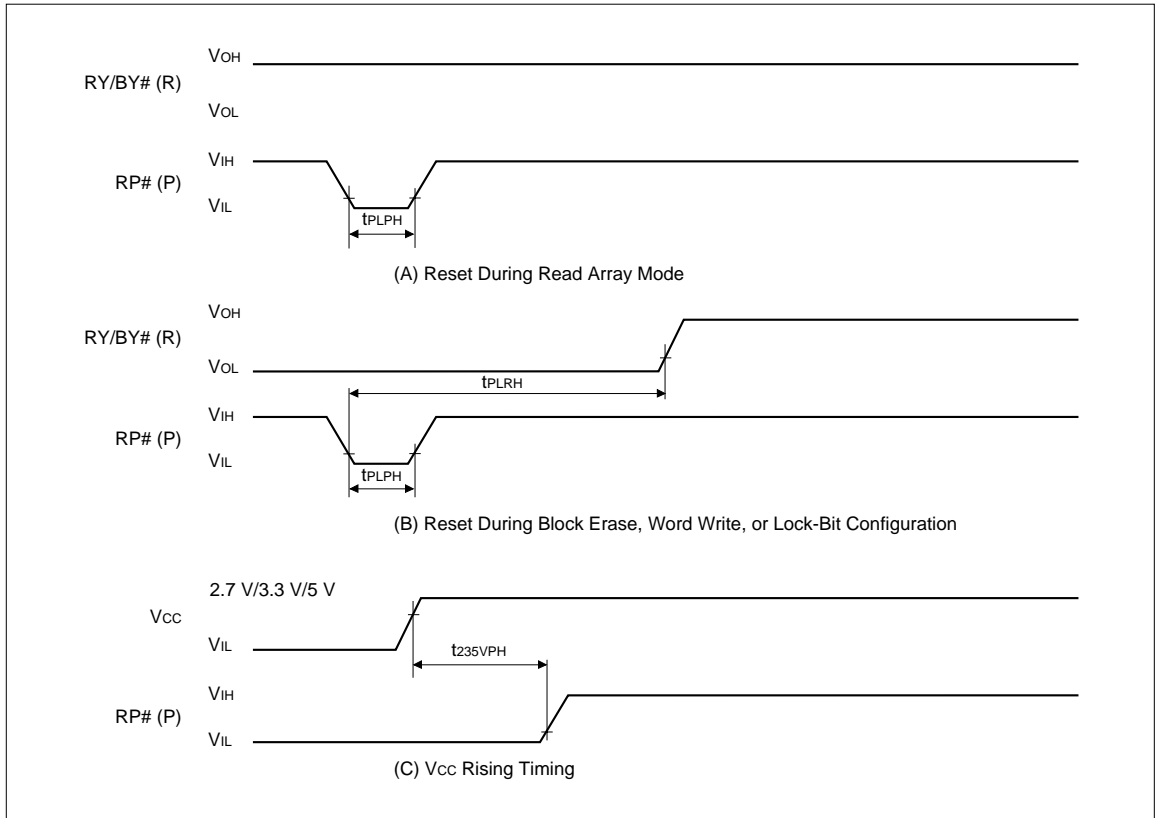 VOH
RY/BY# (R)
VOL
VIH
RP# (P)
VIL
tPLPH
(A) Reset During Read Array Mode
VOH
RY/BY# (R)
VOL
tPLRH
VIH
RP# (P)
VIL
tPLPH
(B) Reset During Block Erase, Word Write, or Lock-Bit Configuration
2.7 V/3.3 V/5 V
VCC
VIL
t235VPH
VIH
RP# (P)
VIL
(C) VCC Rising Timing